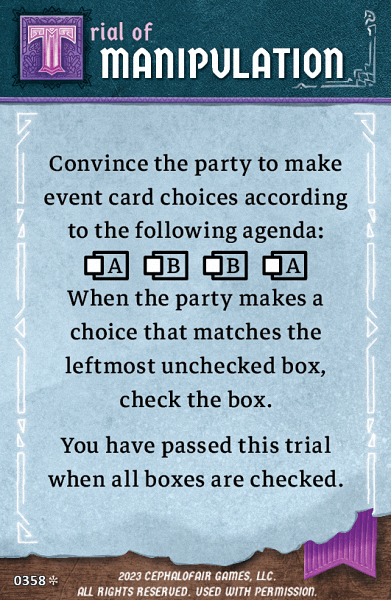 Trial of
MANIPULATION
Convince the party to make
event card choices according
to the following agenda:
A B B A
When the party makes a
choice that matches the
leftmost unchecked box,
check the box.
You have passed this trial
when all boxes are checked.
0358*
2023 CEPHALOFAIR GAMES, LLC.
ALL RIGHTS RESERVED. USED WITH PERMISSION.